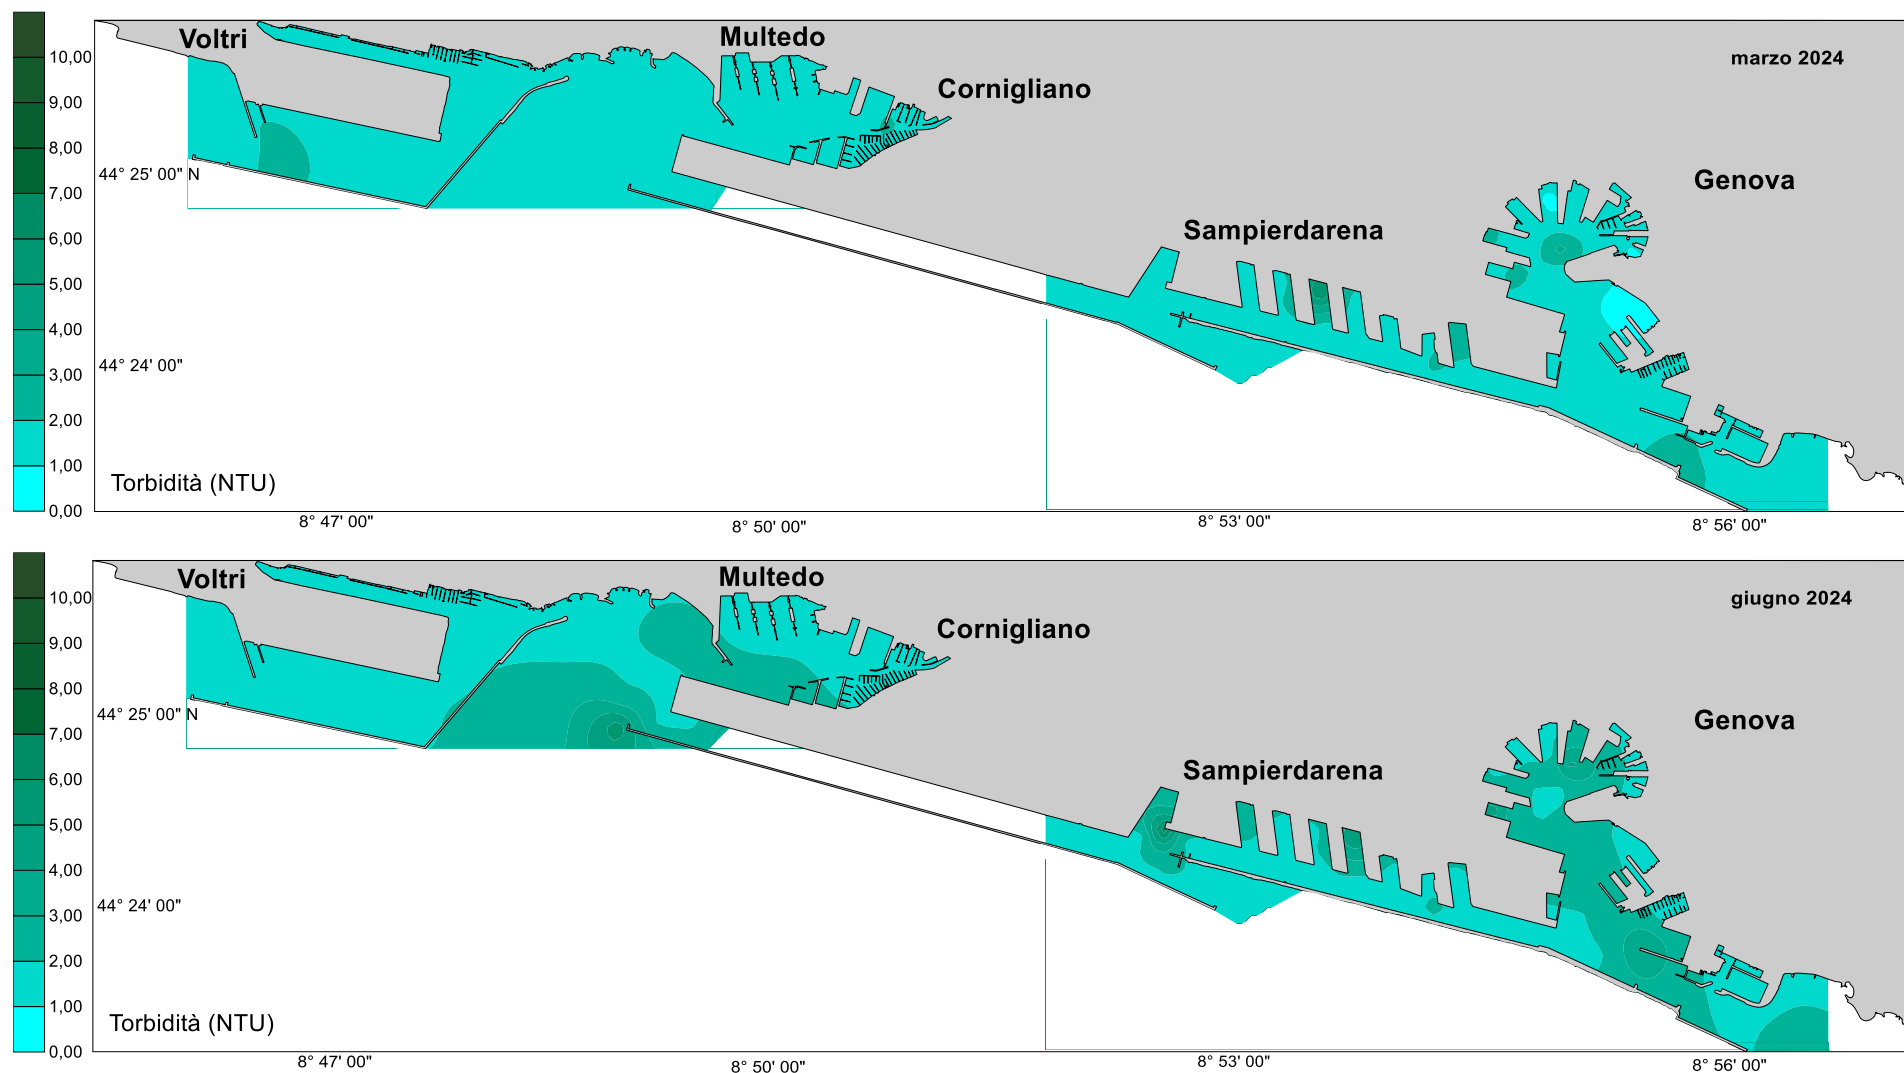 Voltri
Multedo
marzo 2024
Cornigliano
Genova
Sampierdarena
10,00
9,00
8,00
7,00
6,00
5,00
4,00
3,00
2,00
1,00
0,00
44° 25' 00" N
44° 24' 00"
Torbidità (NTU)
8° 47' 00"
8° 50' 00"
8° 53' 00"
8° 56' 00"
Voltri
Multedo
giugno 2024
Cornigliano
Genova
Sampierdarena
10,00
9,00
8,00
7,00
6,00
5,00
4,00
3,00
2,00
1,00
0,00
44° 25' 00" N
44° 24' 00"
Torbidità (NTU)
8° 47' 00"
8° 50' 00"
8° 53' 00"
8° 56' 00"